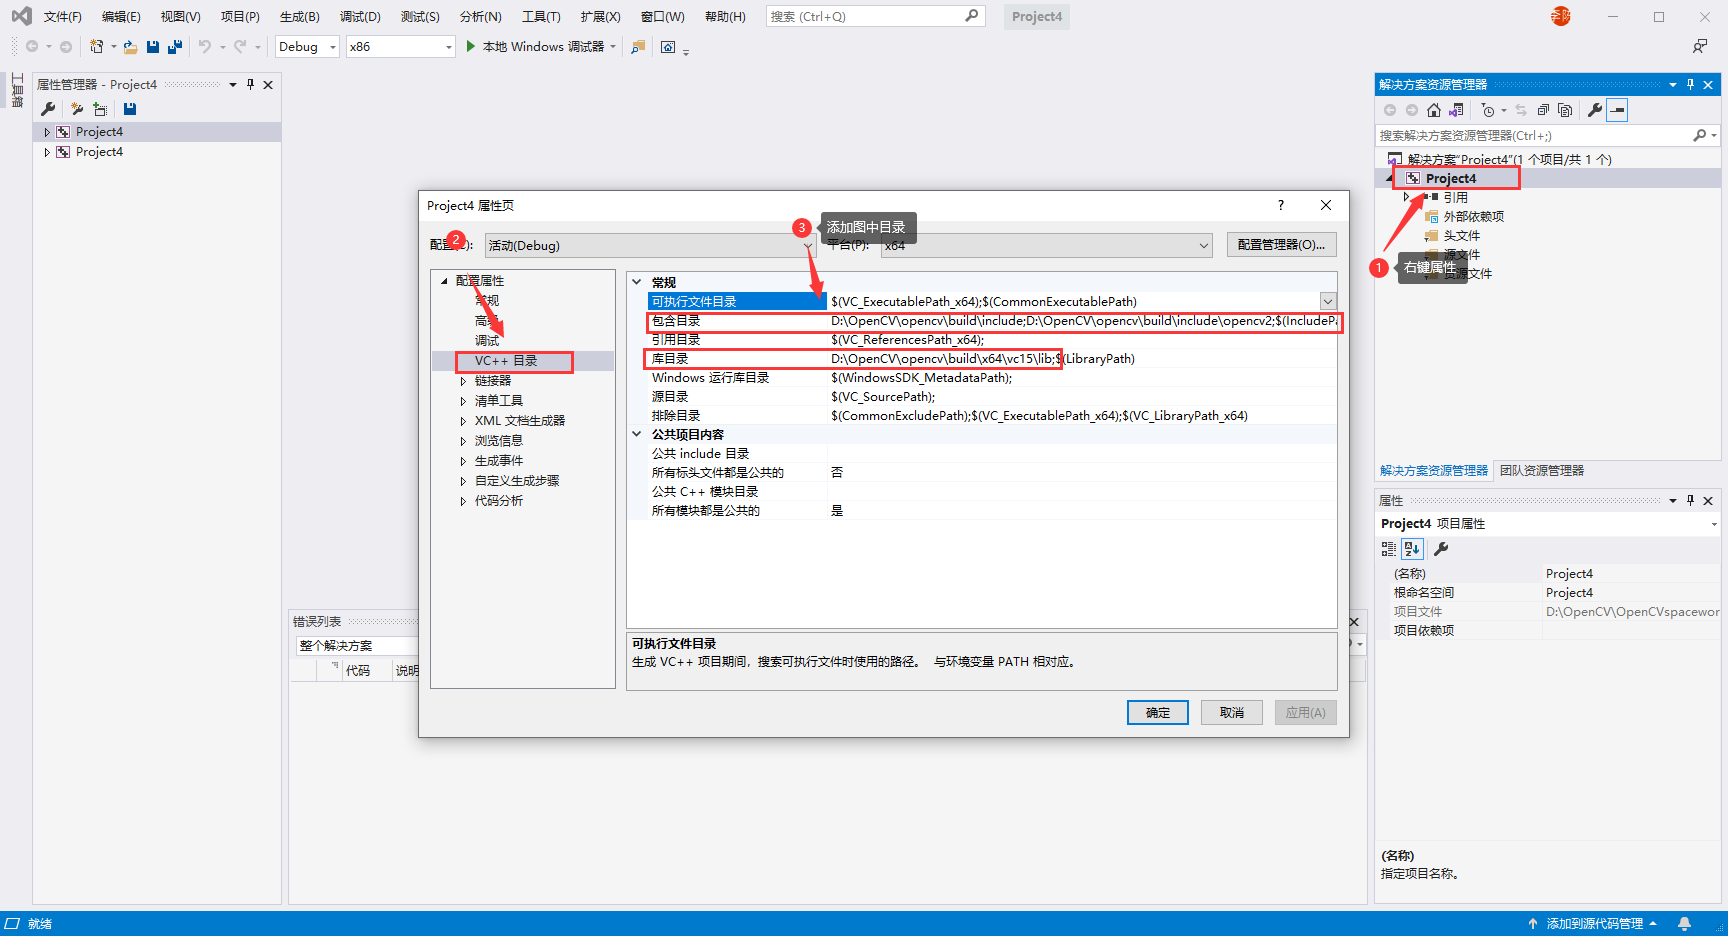 文件(F) 编辑(E) 视图(V) 项目(P) 生成(B) 调试(D) 测试(S) 分析(N) 工具(T) 扩展(X) 窗口(W) 帮助(H) 搜索 (Ctrl+Q) Project4
Debug x86 本地 Windows 调试器
工具箱
属性管理器 - Project4
Project4
Project4
Project4 属性页
?
2
活动(Debug)
3 添加图中目录
平台(P): x64
配置管理器(O)...
配置属性
常规
调试
VC++ 目录
链接器
清单工具
XML 文档生成器
浏览信息
生成事件
自定义生成步骤
代码分析
常规
可执行文件目录 $(VC_ExecutablePath_x64);$(CommonExecutablePath)
包含目录 D:\OpenCV\opencv\build\include;D:\OpenCV\opencv\build\include\opencv2;$(IncludePa
引用目录 $(VC_ReferencesPath_x64);
库目录 D:\OpenCV\opencv\build\x64\vc15\lib;$(LibraryPath)
Windows 运行库目录 $(WindowsSDK_MetadataPath);
源目录 $(VC_SourcePath);
排除目录 $(CommonExcludePath);$(VC_ExecutablePath_x64);$(VC_LibraryPath_x64)
公共项目内容
公共 include 目录
所有标头文件都是公共的 否
公共 C++ 模块目录
所有模块都是公共的 是
可执行文件目录
生成 VC++ 项目期间，搜索可执行文件时使用的路径。 与环境变量 PATH 相对应。
确定 取消 应用(A)
错误列表
整个解决方案
代码 说明
解决方案资源管理器
搜索解决方案资源管理器(Ctrl+;)
解决方案"Project4"(1 个项目/共 1 个)
Project4
引用
外部依赖项
头文件
源文件
资源文件
1 右键属性
解决方案资源管理器 团队资源管理器
属性
Project4 项目属性
(名称) Project4
根命名空间 Project4
项目文件 D:\OpenCV\OpenCVspacewor
项目依赖项
(名称)
指定项目名称。
就绪
添加到源代码管理